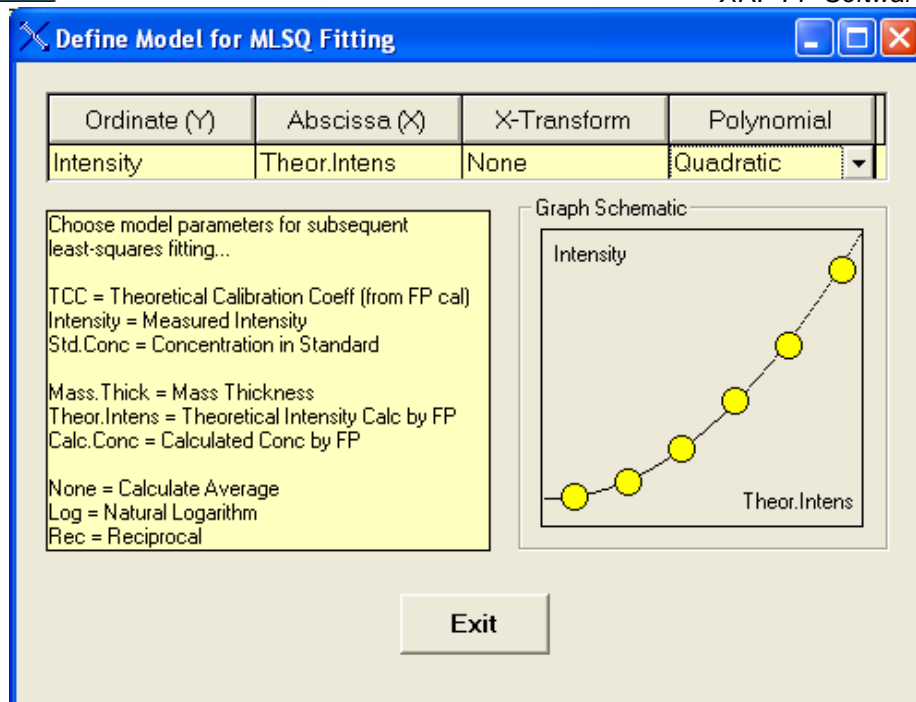 Define Model for MLSQ Fitting
Ordinate (Y) Abscissa (X) X-Transform Polynomial
Intensity Theor.Intens None Quadratic
Choose model parameters for subsequent
least-squares fitting...
TCC = Theoretical Calibration Coeff (from FP cal)
Intensity = Measured Intensity
Std.Conc = Concentration in Standard
Mass.Thick = Mass Thickness
Theor.Intens = Theoretical Intensity Calc by FP
Calc.Conc = Calculated Conc by FP
None = Calculate Average
Log = Natural Logarithm
Rec = Reciprocal
Graph Schematic
Intensity
Theor.Intens
Exit